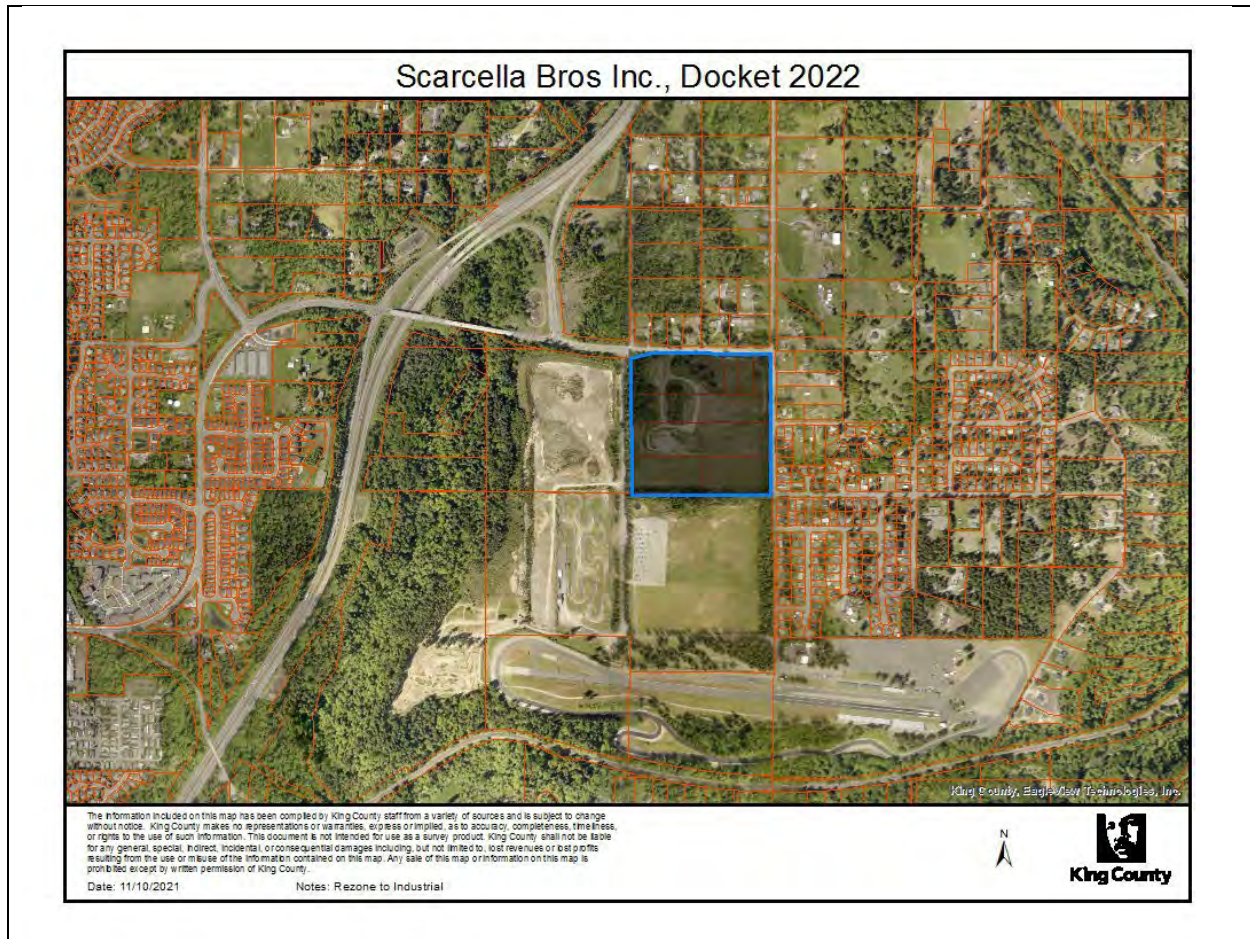 Scarcella Bros Inc., Docket 2022
King County, EagleView Technologies, Inc.
The information included on this map has been compiled by King County staff from a variety of sources and is subject to change
without notice. King County makes no representations or warranties, express or implied, as to accuracy, completeness, timeliness,
or rights to the use of such information. This document is not intended for use as a survey product. King County shall not be liable
for any general, special, indirect, incidental, or consequential damages including, but not limited to, lost revenues or lost profits
resulting from the use or misuse of the information contained on this map. Any sale of this map or information on this map is
prohibited except by written permission of King County.
Date: 11/10/2021 Notes: Rezone to Industrial
N
King County